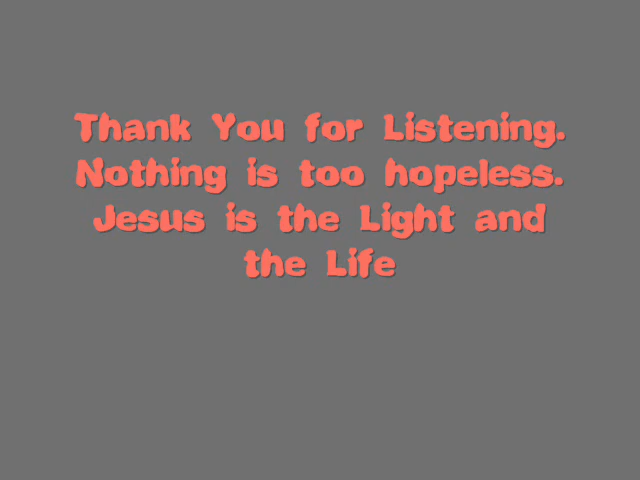 Thank You for Listening.
Nothing is too hopeless.
Jesus is the Light and
the Life